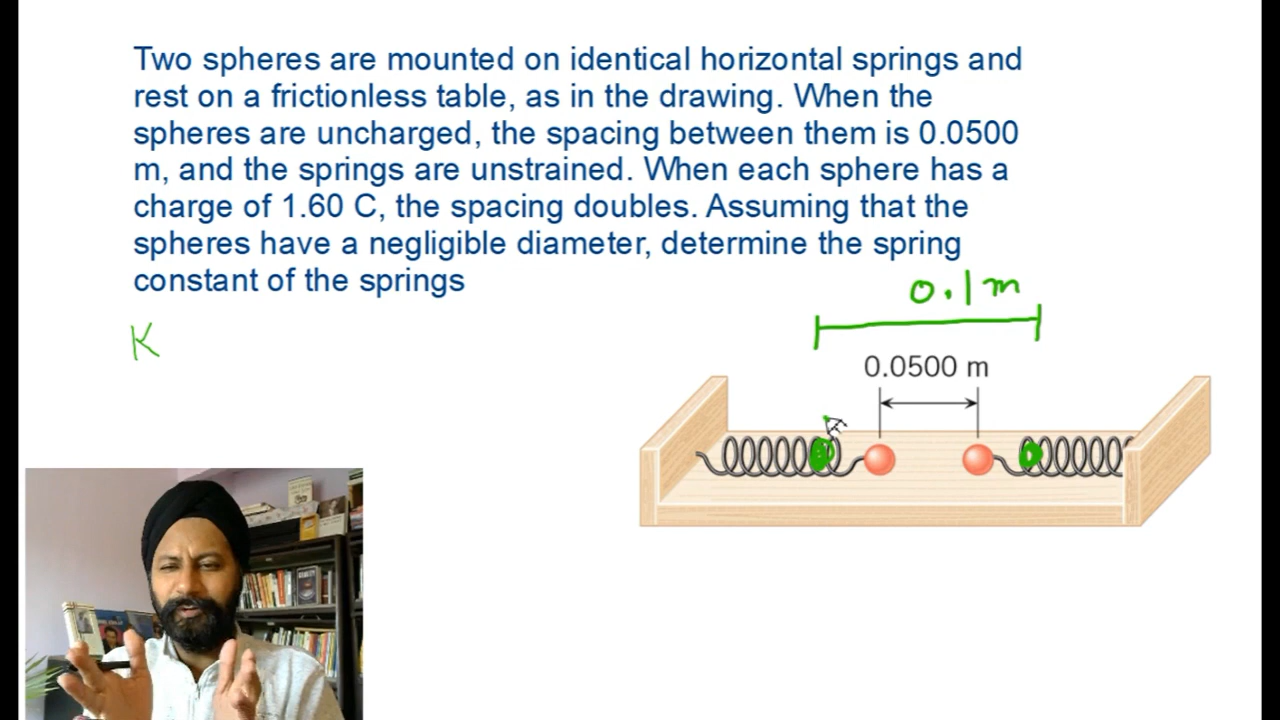 Two spheres are mounted on identical horizontal springs and
rest on a frictionless table, as in the drawing. When the
spheres are uncharged, the spacing between them is 0.0500
m, and the springs are unstrained. When each sphere has a
charge of 1.60 C, the spacing doubles. Assuming that the
spheres have a negligible diameter, determine the spring
constant of the springs
0.1m
K
0.0500 m